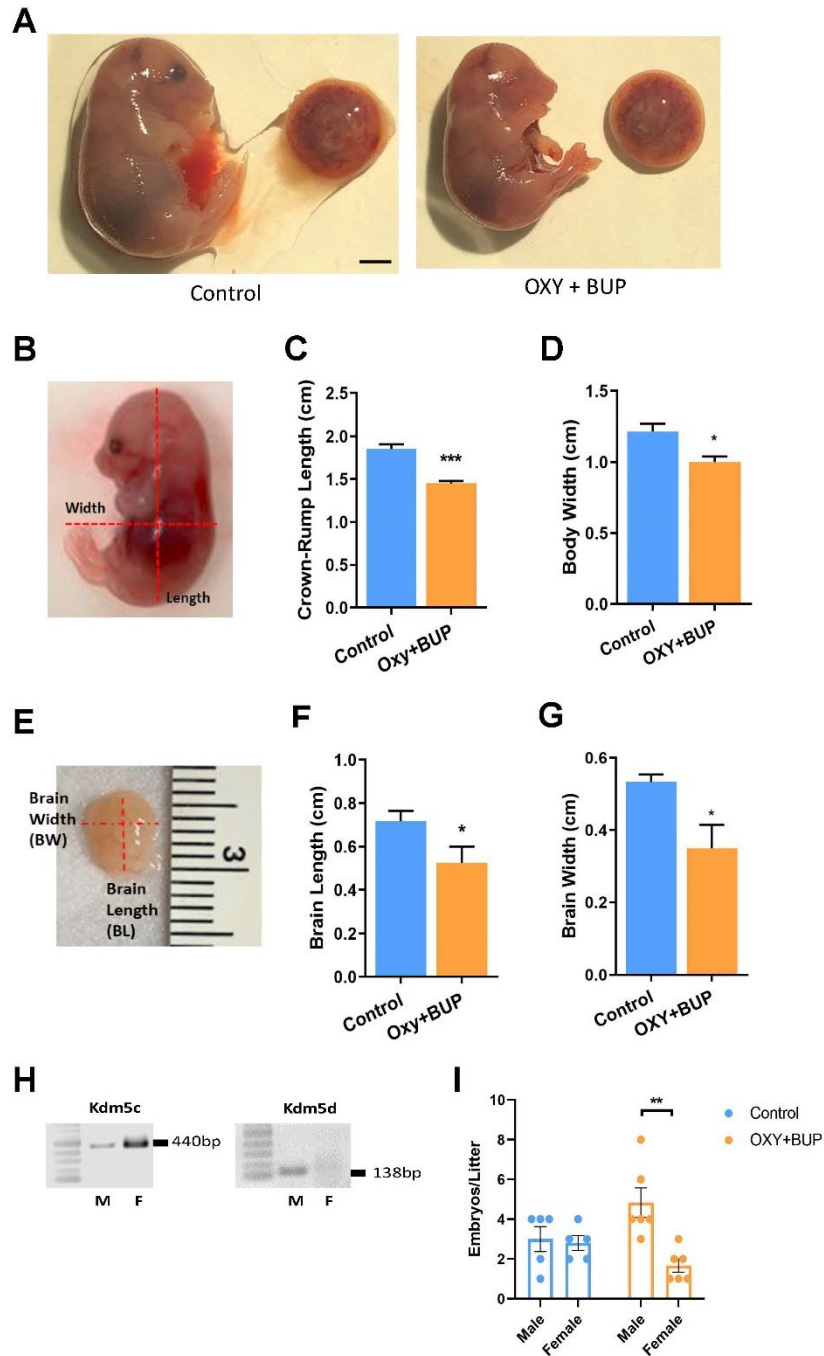 A
Control
OXY + BUP
B
Width
Length
C
Crown-Rump Length (cm)
2.5
2.0
1.5
1.0
0.5
0.0
***
Control
Oxy+BUP
D
Body Width (cm)
1.5
1.0
0.5
0.0
*
Control
OXY+BUP
E
Brain
Width
(BW)
Brain
Length
(BL)
3
F
Brain Length (cm)
1.0
0.8
0.6
0.4
0.2
0.0
*
Control
Oxy+BUP
G
Brain Width (cm)
0.6
0.4
0.2
0.0
*
Control
OXY+BUP
H
Kdm5c
440bp
M F
Kdm5d
138bp
M F
I
Embryos/Litter
10
8
6
4
2
0
**
Male
Female
Male
Female
Control
OXY+BUP